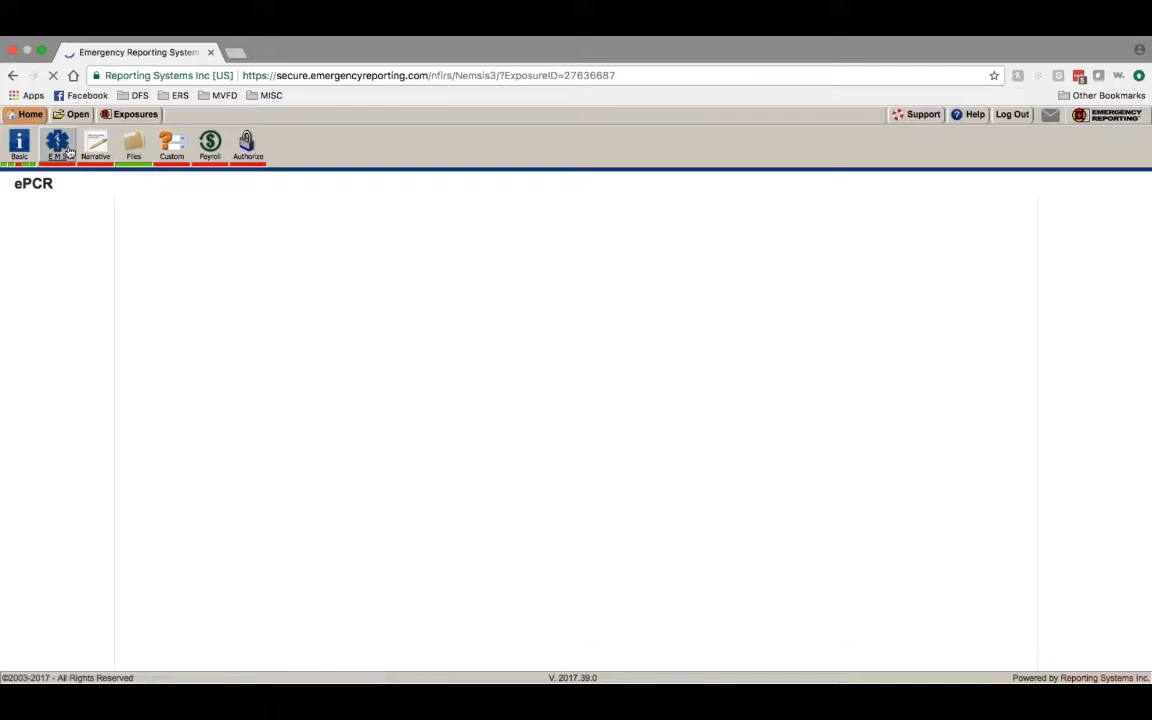 Emergency Reporting System
Reporting Systems Inc [US] https://secure.emergencyreporting.com/nfirs/Nemsis3/?ExposureID=27636687
Apps Facebook DFS ERS MVFD MISC Other Bookmarks
Home Open Exposures Support Help Log Out EMERGENCY REPORTING
Basic EMS Narrative Files Custom Payroll Authorize
ePCR
©2003-2017 - All Rights Reserved V. 2017.39.0 Powered by Reporting Systems Inc.